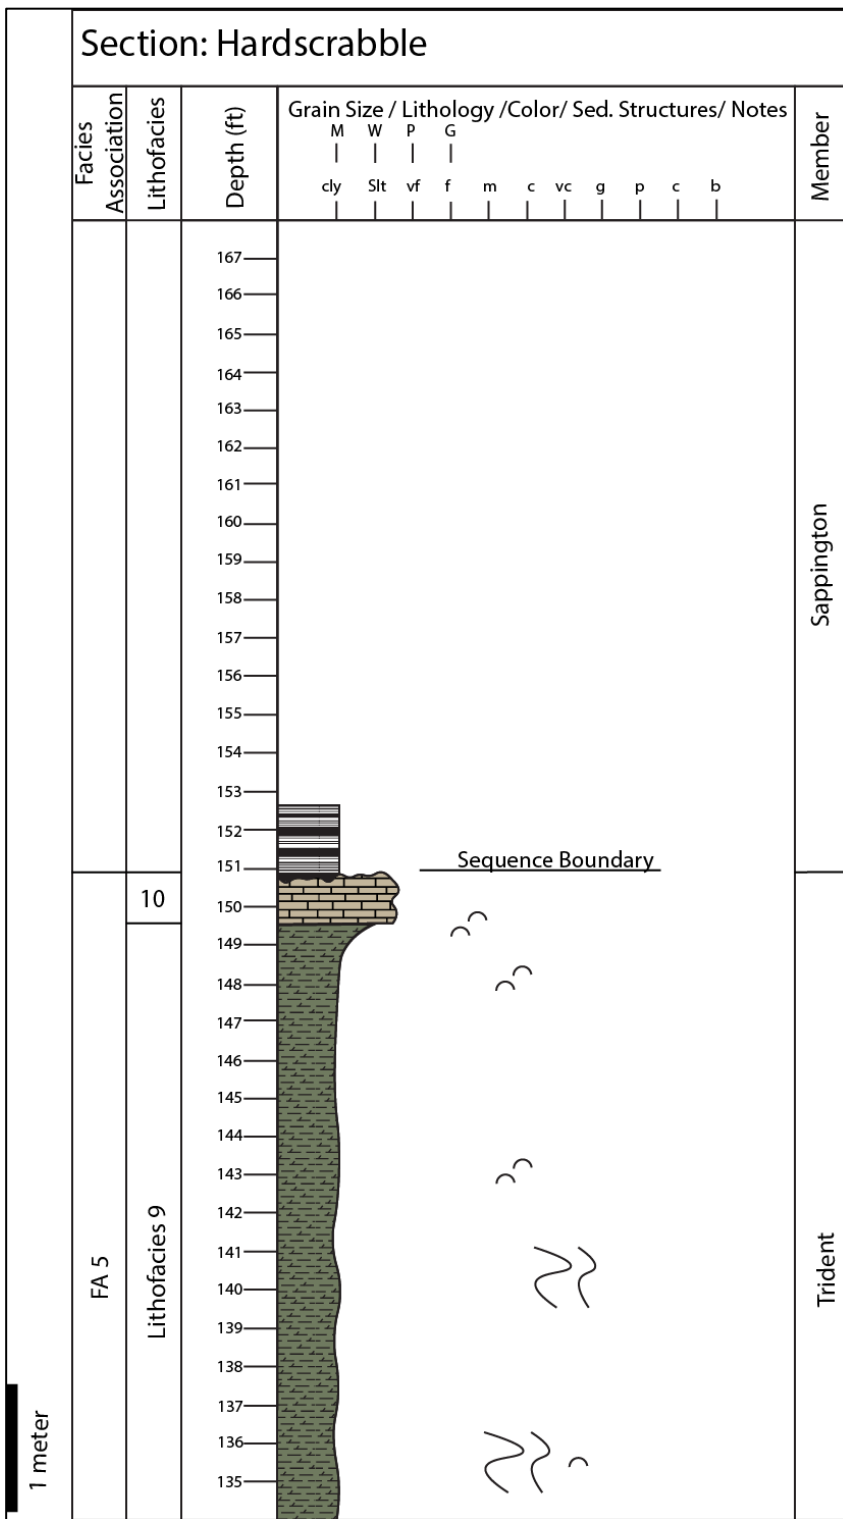 Section: Hardscrabble
Facies
Association
Lithofacies
Depth (ft)
Grain Size / Lithology /Color/ Sed. Structures/ Notes
M W P G
cly Slt vf f m c vc g p c b
Member
167
166
165
164
163
162
161
160
159
158
157
156
155
154
153
152
151
150
149
148
147
146
145
144
143
142
141
140
139
138
137
136
135
Sequence Boundary
10
Lithofacies 9
FA 5
Sappington
Trident
1 meter